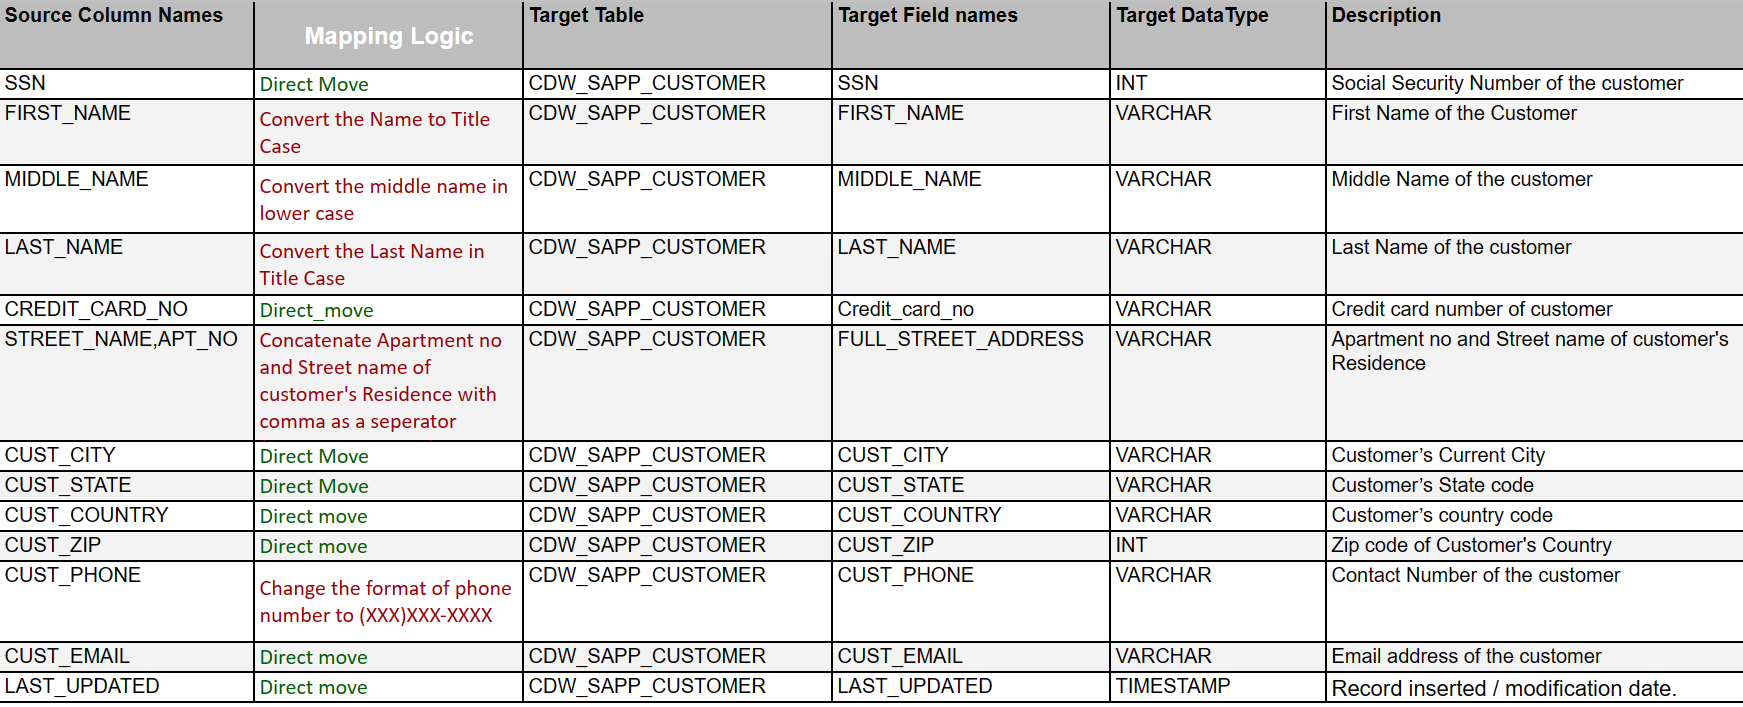 Source Column Names Mapping Logic Target Table Target Field names Target DataType Description
SSN Direct Move CDW_SAPP_CUSTOMER SSN INT Social Security Number of the customer
FIRST_NAME Convert the Name to Title CDW_SAPP_CUSTOMER FIRST_NAME VARCHAR First Name of the Customer
Case
MIDDLE_NAME Convert the middle name in CDW_SAPP_CUSTOMER MIDDLE_NAME VARCHAR Middle Name of the customer
lower case
LAST_NAME Convert the Last Name in CDW_SAPP_CUSTOMER LAST_NAME VARCHAR Last Name of the customer
Title Case
CREDIT_CARD_NO Direct_move CDW_SAPP_CUSTOMER Credit_card_no VARCHAR Credit card number of customer
STREET_NAME,APT_NO Concatenate Apartment no CDW_SAPP_CUSTOMER FULL_STREET_ADDRESS VARCHAR Apartment no and Street name of customer's
and Street name of Residence
customer's Residence with
comma as a seperator
CUST_CITY Direct Move CDW_SAPP_CUSTOMER CUST_CITY VARCHAR Customer’s Current City
CUST_STATE Direct Move CDW_SAPP_CUSTOMER CUST_STATE VARCHAR Customer’s State code
CUST_COUNTRY Direct move CDW_SAPP_CUSTOMER CUST_COUNTRY VARCHAR Customer’s country code
CUST_ZIP Direct move CDW_SAPP_CUSTOMER CUST_ZIP INT Zip code of Customer's Country
CUST_PHONE Change the format of phone CDW_SAPP_CUSTOMER CUST_PHONE VARCHAR Contact Number of the customer
number to (XXX)XXX-XXXX
CUST_EMAIL Direct move CDW_SAPP_CUSTOMER CUST_EMAIL VARCHAR Email address of the customer
LAST_UPDATED Direct move CDW_SAPP_CUSTOMER LAST_UPDATED TIMESTAMP Record inserted / modification date.